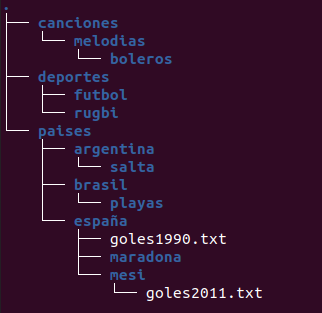 .
├── canciones
│   └── melodias
│       └── boleros
├── deportes
│   ├── futbol
│   └── rugbi
└── paises
    ├── argentina
    │   └── salta
    ├── brasil
    │   └── playas
    └── españa
        ├── goles1990.txt
        ├── maradona
        └── mesi
            └── goles2011.txt